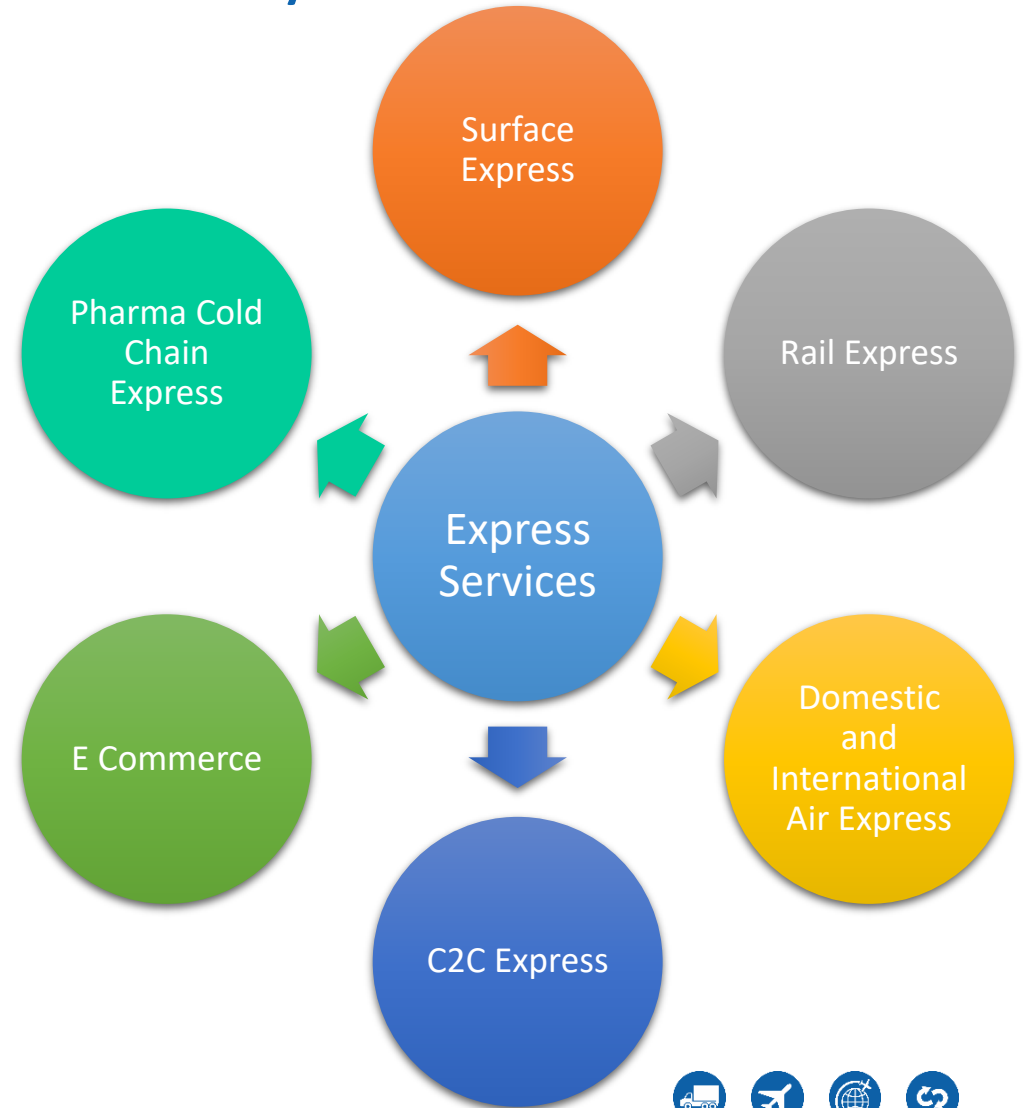 Surface
Express
Pharma Cold
Chain
Express
Rail Express
Express
Services
E Commerce
Domestic
and
International
Air Express
C2C Express